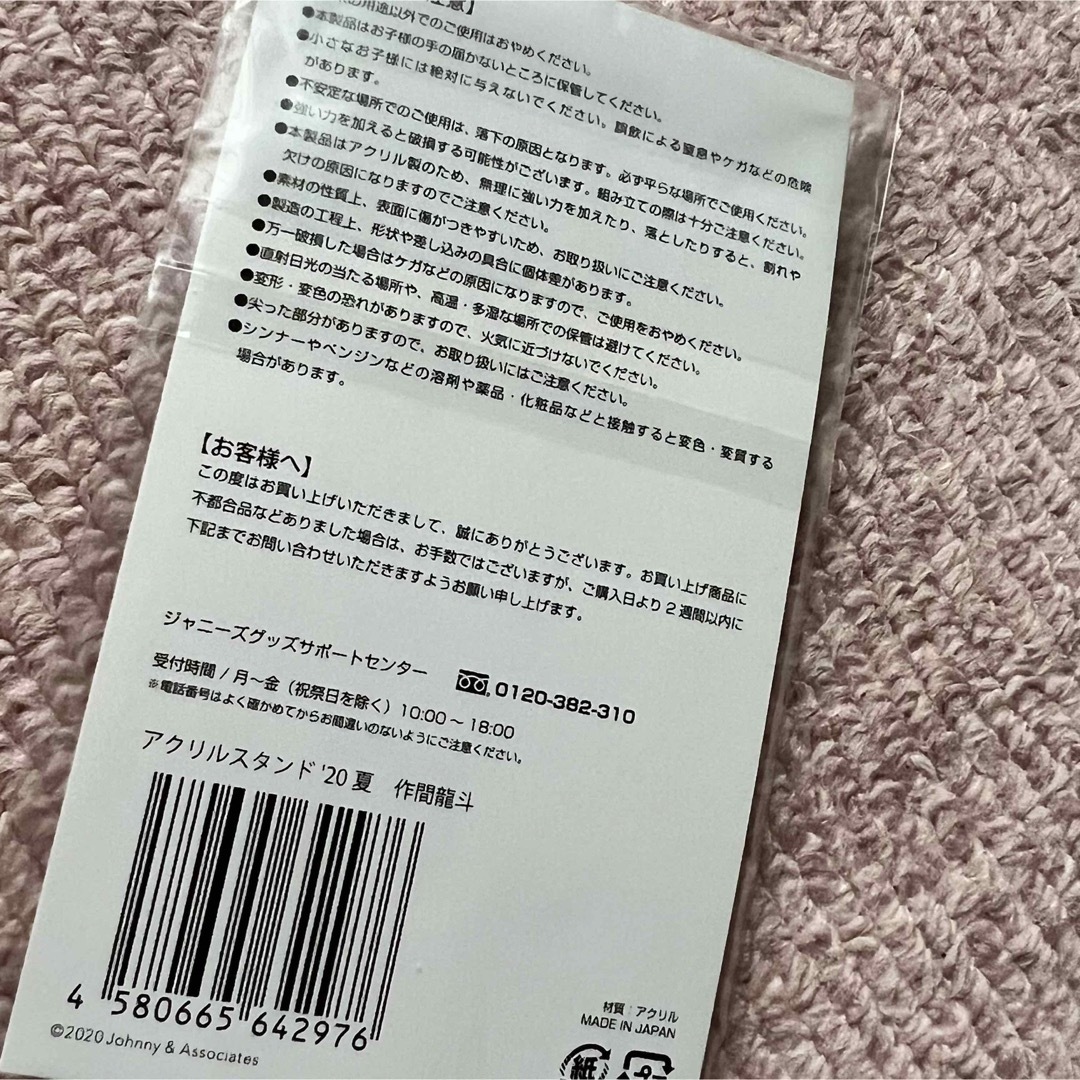 意】
の用途以外でのご使用はおやめください。
●本製品はお子様の手の届かないところに保管してください。
●小さなお子様には絶対に与えないでください。誤飲による窒息やケガなどの危険
があります。
●不安定な場所でのご使用は、落下の原因となります。必ず平らな場所でご使用ください。
●強い力を加えると破損する可能性がございます。組み立ての際は十分ご注意ください。
●本製品はアクリル製のため、無理に強い力を加えたり、落としたりすると、割れや
欠けの原因になりますのでご注意ください。
●素材の性質上、表面に傷がつきやすいため、お取り扱いにご注意ください。
●製造の工程上、形状や差し込みの具合に個体差があります。
●万一破損した場合はケガなどの原因になりますので、ご使用をおやめください。
●直射日光の当たる場所や、高温・多湿な場所での保管は避けてください。
●変形・変色の恐れがありますので、火気に近づけないでください。
●尖った部分がありますので、お取り扱いにはご注意ください。
●シンナーやベンジンなどの溶剤や薬品・化粧品などと接触すると変色・変質する
場合があります。
【お客様へ】
この度はお買い上げいただきまして、誠にありがとうございます。お買い上げ商品に
不都合品などありました場合は、お手数ではございますが、ご購入日より2週間以内に
下記までお問い合わせいただきますようお願い申し上げます。
ジャニーズグッズサポートセンター 0120-382-310
受付時間 / 月～金（祝祭日を除く）10:00～18:00
※電話番号はよく確かめてからお間違いのないようにご注意ください。
アクリルスタンド '20 夏　作間龍斗
4 580665 642976
©2020 Johnny & Associates
材質：アクリル
MADE IN JAPAN
紙
プ